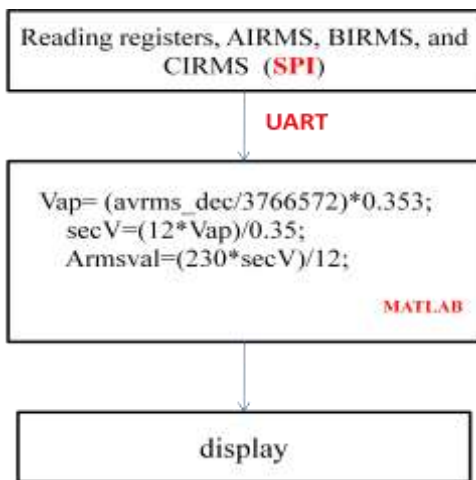 Reading registers, AIRMS, BIRMS, and
CIRMS (SPI)
UART
Vap= (avrms_dec/3766572)*0.353;
secV=(12*Vap)/0.35;
Armsval=(230*secV)/12;
MATLAB
display